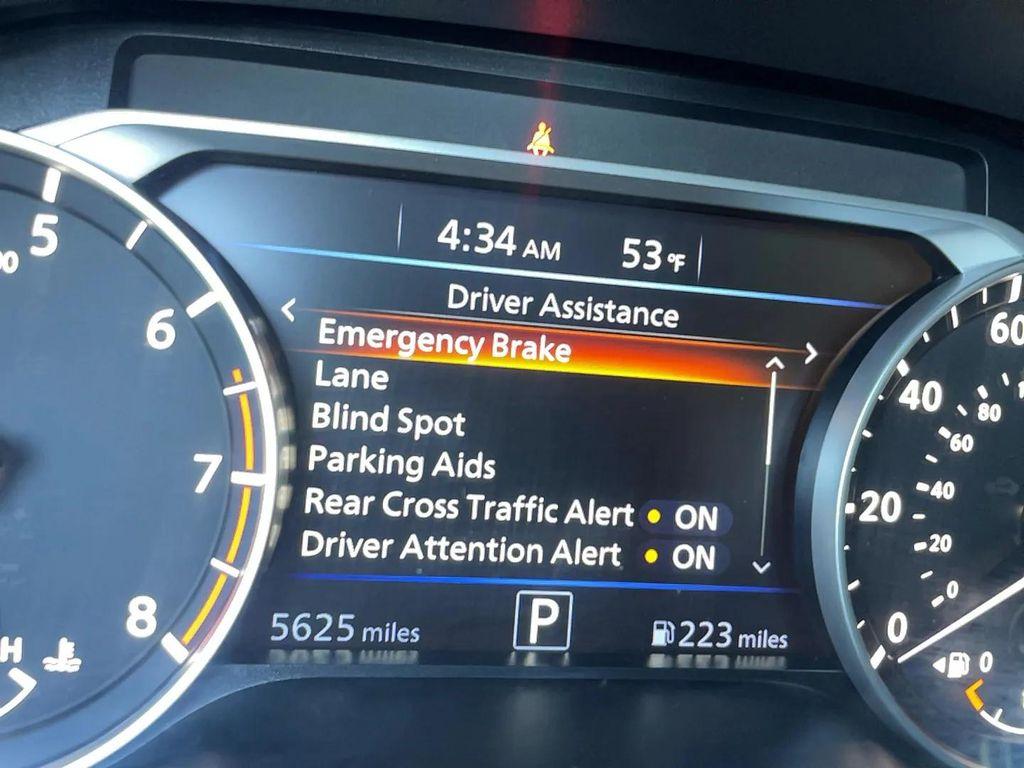 4:34 AM 53°F
Driver Assistance
Emergency Brake
Lane
Blind Spot
Parking Aids
Rear Cross Traffic Alert ON
Driver Attention Alert ON
5625 miles P 223 miles
5
6
7
8
H
60
40
20
0
80
60
40
20
0
0